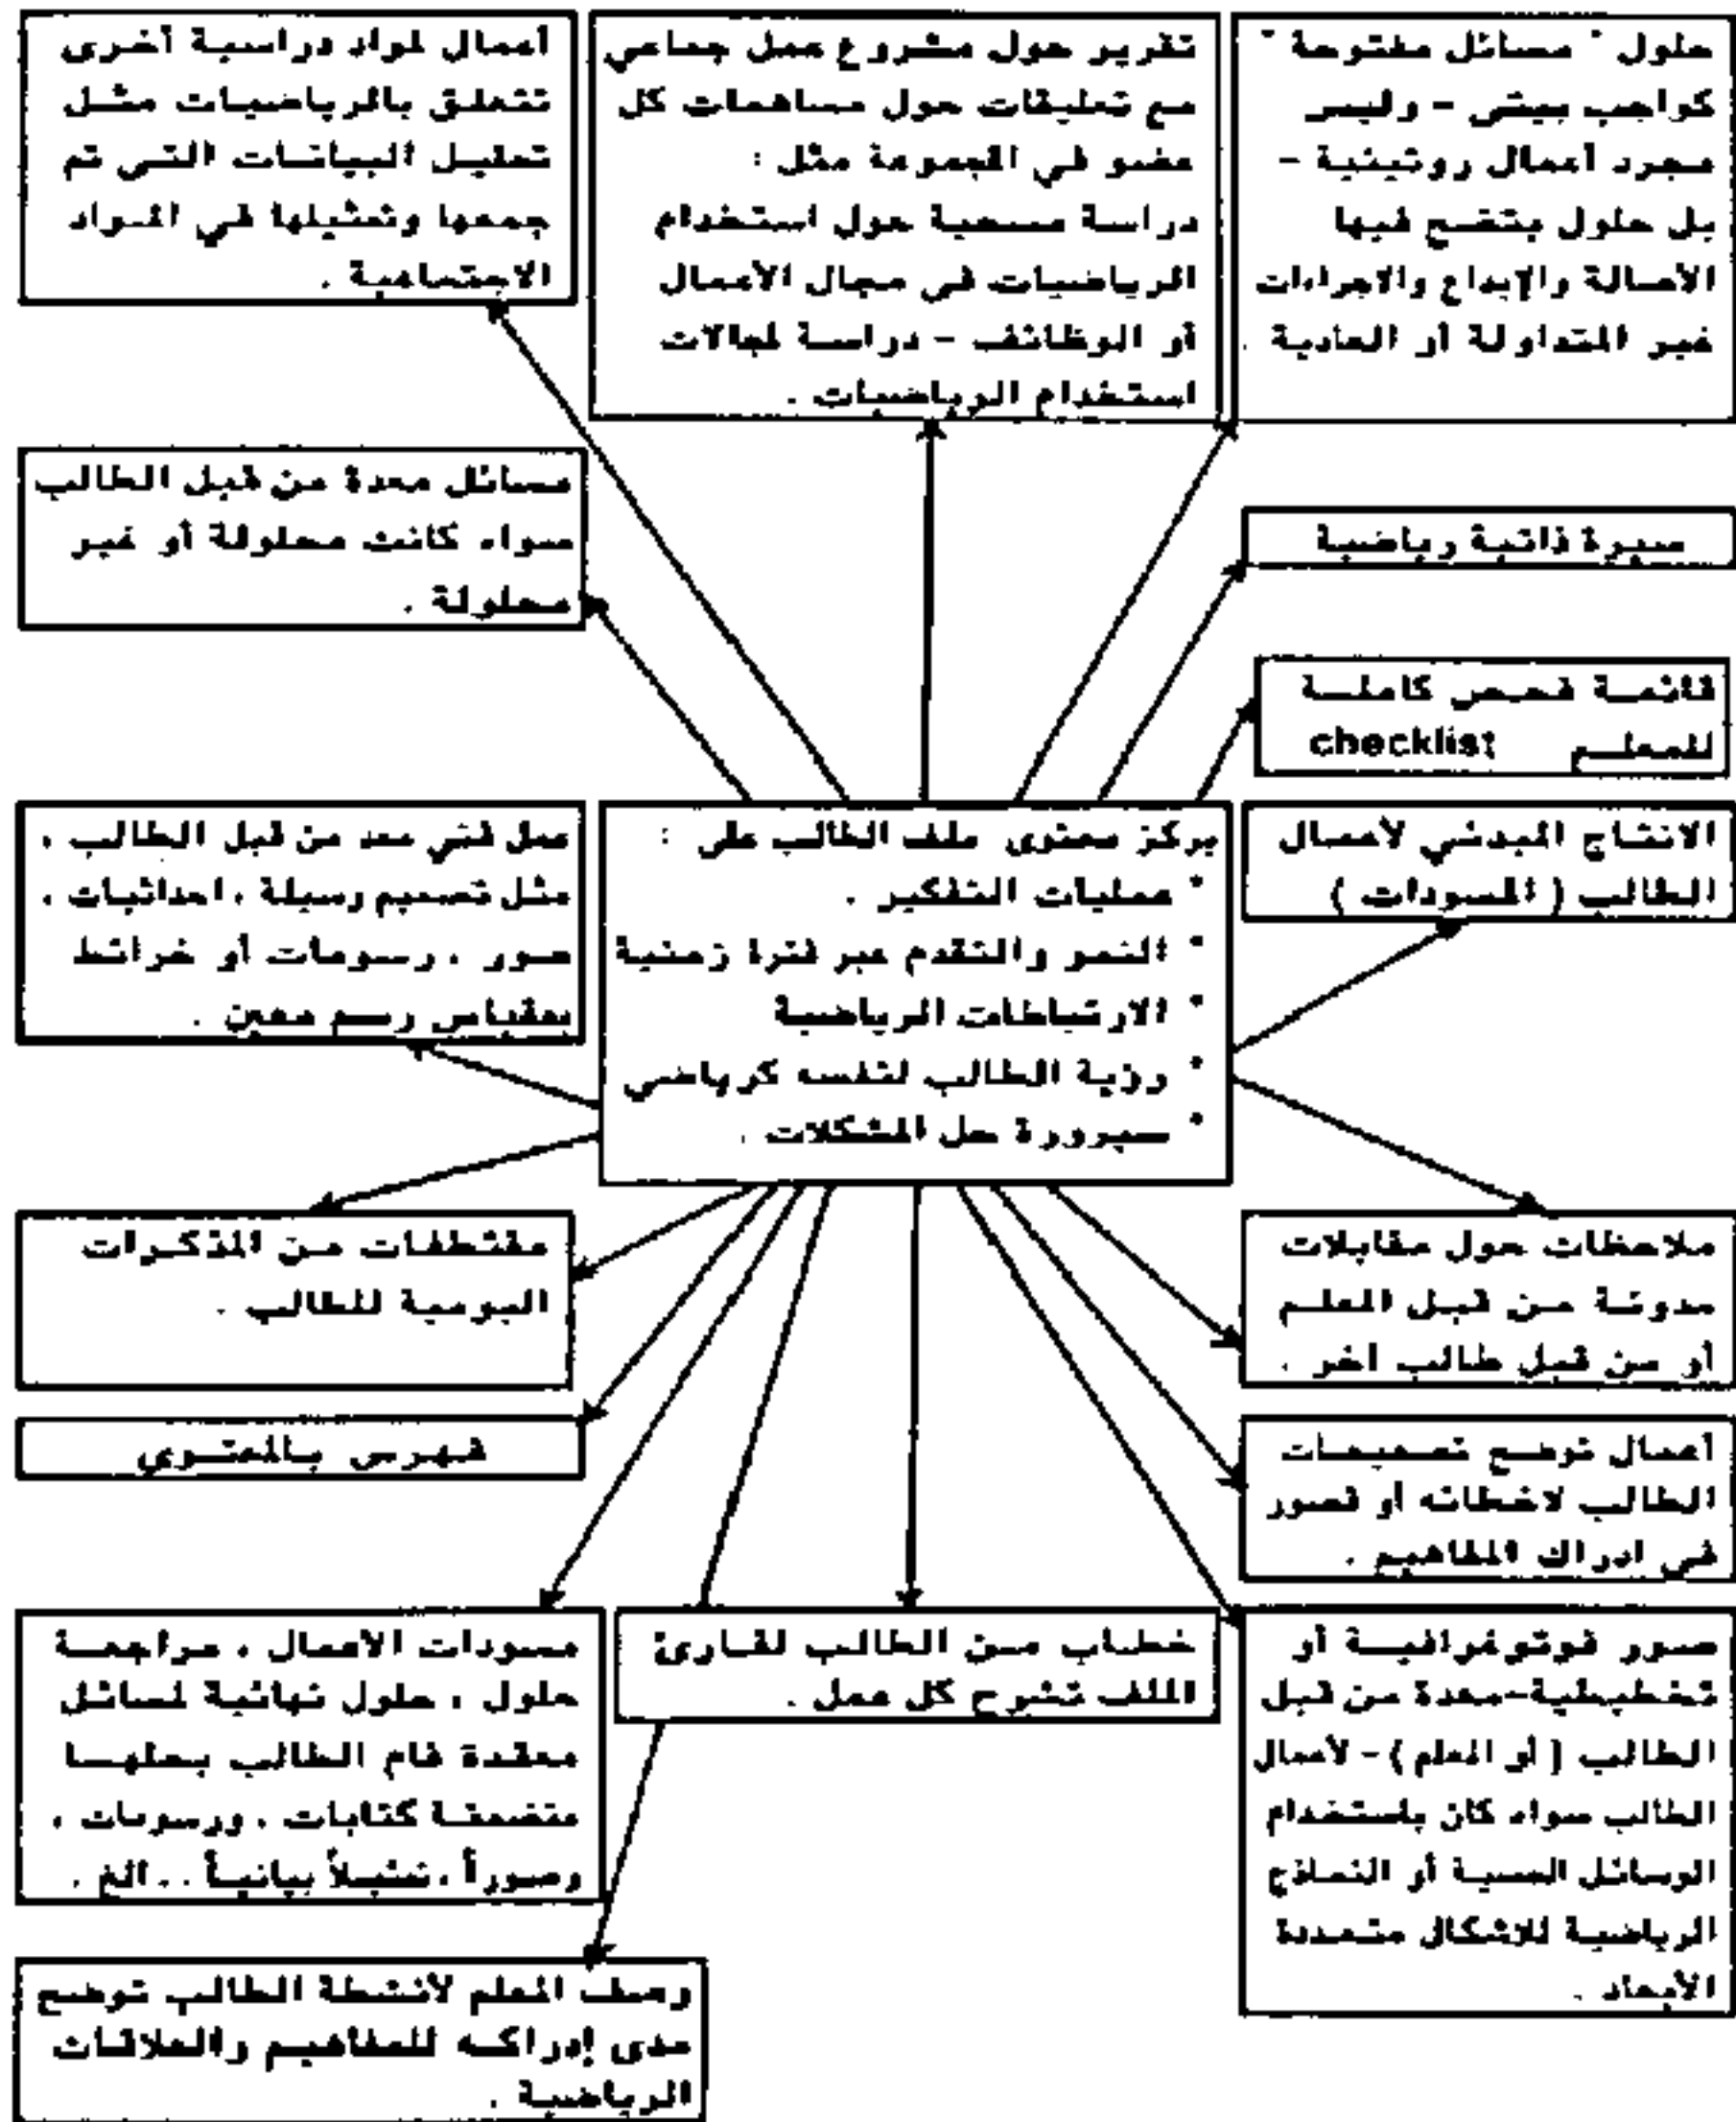 حلول " مسائل مفتوحة "
كواجب بيتي - وليس
مجرد أعمال روتينية -
بل حلول يتضح فيها
الأصالة والإبداع والاجراءات
غير المتداولة أو العادية .
تقرير حول مشروع عمل جماعي
مع تعليقات حول مساهمات كل
عضو في المجموعة مثل :
دراسة مسحية حول استخدام
الرياضيات في مجال الأعمال
أو الوظائف - دراسة لمجالات
استخدام الرياضيات .
أعمال لمواد دراسية أخرى
تتعلق بالرياضيات مثل
تحليل البيانات التي تم
جمعها وتمثيلها في المواد
الاجتماعية .
سيرة ذاتية رياضية
مسائل معدة من قبل الطالب
سواء كانت محلولة أو غير
محلولة .
قائمة فحص كاملة
للمعلم checklist
الانتاج المبدئي لأعمال
الطالب ( المسودات )
يركز محتوى ملف الطالب على :
* عمليات التفكير .
* النمو والتقدم عبر فترة زمنية
* الارتباطات الرياضية
* رؤية الطالب لنفسه كرياضي
* سيرورة حل المشكلات .
عمل فني معد من قبل الطالب ،
مثل تصميم وسيلة ، احداثيات ،
صور ، رسومات أو خرائط
بمقياس رسم معين .
ملاحظات حول مقابلات
مدونة من قبل المعلم
أو من قبل طالب اخر .
مقتطفات من المذكرات
اليومية للطالب .
أعمال توضح تصحيحات
الطالب لاخطائه أو قصور
في ادراك المفاهيم .
فهرس بالمحتوي
صور فوتوغرافية أو
تخطيطية-معدة من قبل
الطالب ( أو المعلم ) - لأعمال
الطالب سواء كان باستخدام
الوسائل الحسية أو النماذج
الرياضية للاشكال متعددة
الأبعاد .
خطاب من الطالب لقارئ
الملف تشرح كل عمل .
مسودات الأعمال ، مراجعة
حلول ، حلول نهائية لمسائل
معقدة قام الطالب بحلها
متضمنة كتابات ، ورسومات ،
وصوراً ، تمثيلاً بيانياً . . الخ .
وصف المعلم لأنشطة الطالب توضح
مدى إدراكه للمفاهيم والعلاقات
الرياضية .